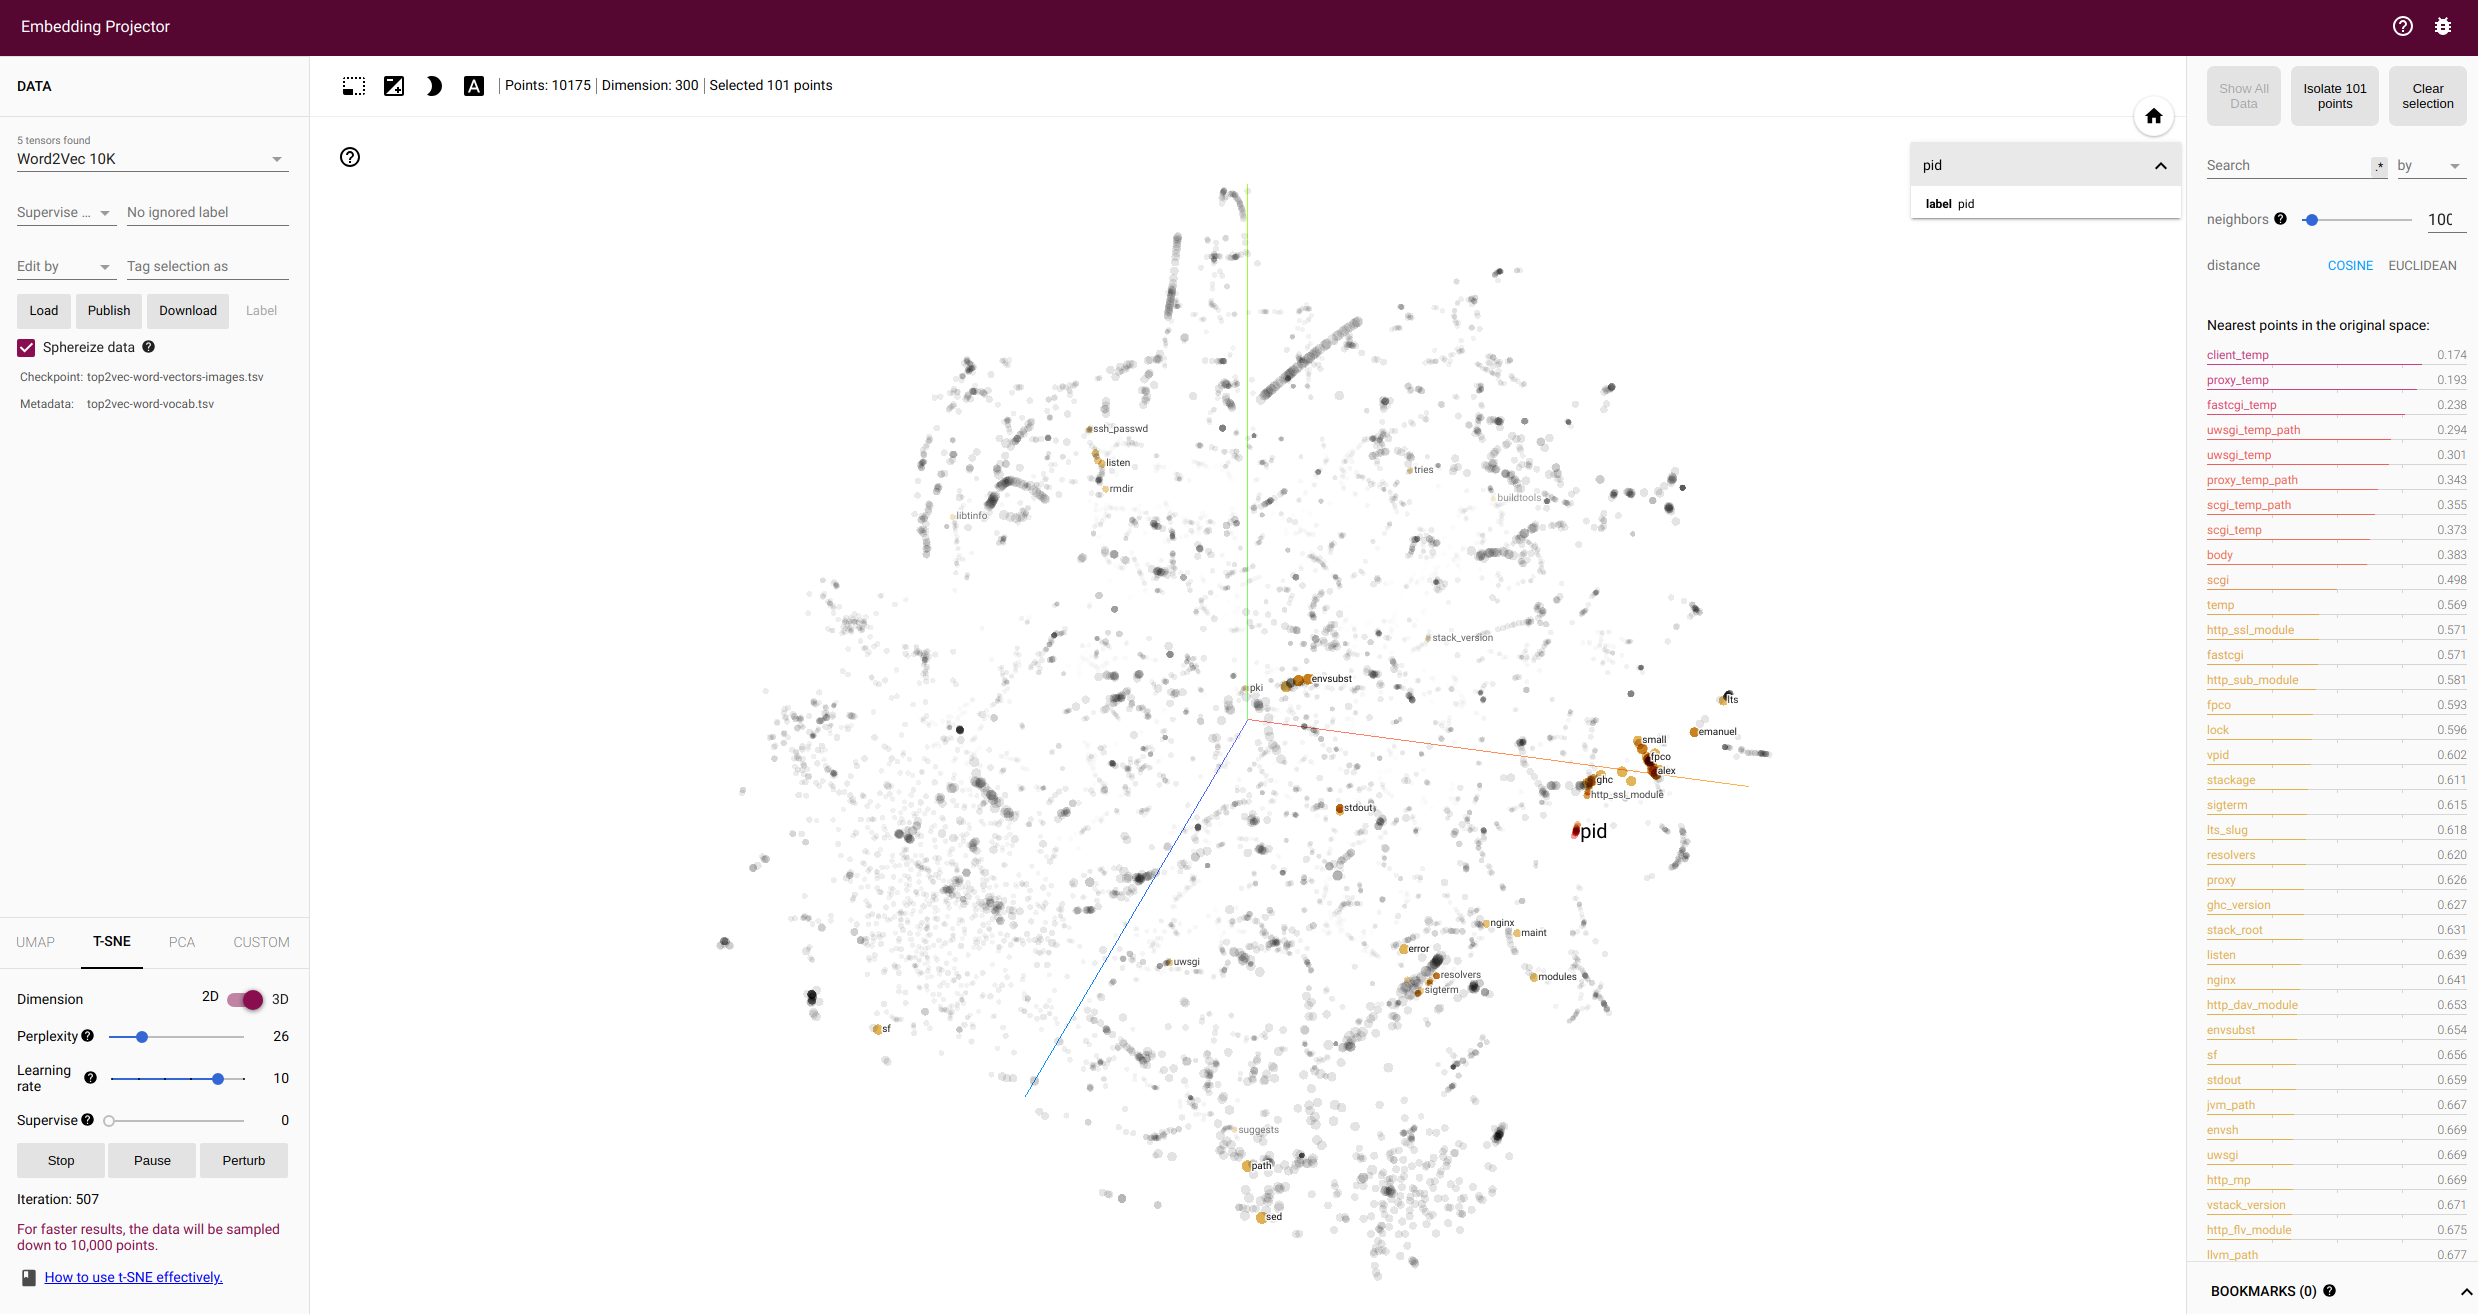 Embedding Projector
DATA
5 tensors found
Word2Vec 10K
Supervise ...
No ignored label
Edit by
Tag selection as
Load
Publish
Download
Label
Sphereize data
Checkpoint: top2vec-word-vectors-images.tsv
Metadata: top2vec-word-vocab.tsv
UMAP
T-SNE
PCA
CUSTOM
Dimension 2D 3D
Perplexity 26
Learning rate 10
Supervise 0
Stop
Pause
Perturb
Iteration: 507
For faster results, the data will be sampled
down to 10,000 points.
How to use t-SNE effectively.
A | Points: 10175 | Dimension: 300 | Selected 101 points
pid
label pid
ssh_passwd
listen
rmdir
libtinfo
tries
buildtools
stack_version
pki
envsubst
lts
emanuel
small
fpco
alex
ghc
http_ssl_module
stdout
pid
nginx
maint
error
uwsgi
resolvers
modules
sigterm
sf
suggests
path
sed
Show All
Data
Isolate 101
points
Clear
selection
Search .* by
neighbors 100
distance COSINE EUCLIDEAN
Nearest points in the original space:
client_temp 0.174
proxy_temp 0.193
fastcgi_temp 0.238
uwsgi_temp_path 0.294
uwsgi_temp 0.301
proxy_temp_path 0.343
scgi_temp_path 0.355
scgi_temp 0.373
body 0.383
scgi 0.498
temp 0.569
http_ssl_module 0.571
fastcgi 0.571
http_sub_module 0.581
fpco 0.593
lock 0.596
vpid 0.602
stackage 0.611
sigterm 0.615
lts_slug 0.618
resolvers 0.620
proxy 0.626
ghc_version 0.627
stack_root 0.631
listen 0.639
nginx 0.641
http_dav_module 0.653
envsubst 0.654
sf 0.656
stdout 0.659
jvm_path 0.667
envsh 0.669
uwsgi 0.669
http_mp 0.669
vstack_version 0.671
http_flv_module 0.675
llvm_path 0.677
BOOKMARKS (0)